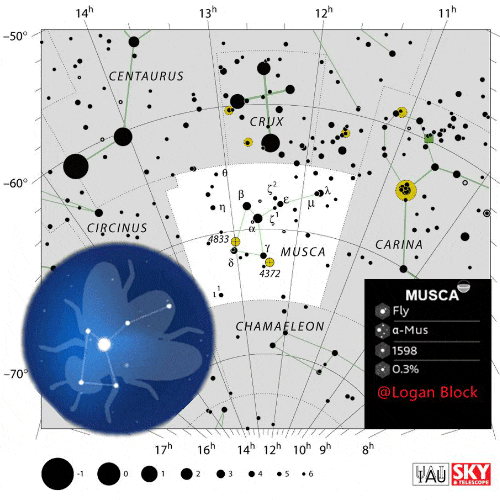 14h 13h 12h 11h
−50°
CENTAURUS
CRUX
θ
−60°
ζ² λ
β ε
η μ
ζ¹
α
CIRCINUS
4833
MUSCA
CARINA
γ
δ
4372
ι¹
MUSCA
Fly
α-Mus
1598
0.3%
@Logan Block
CHAMAELEON
−70°
17h 16h 14h 12h 10h 9h 8h
-1 0 1 2 3 4 5 6
IAU
SKY
& TELESCOPE